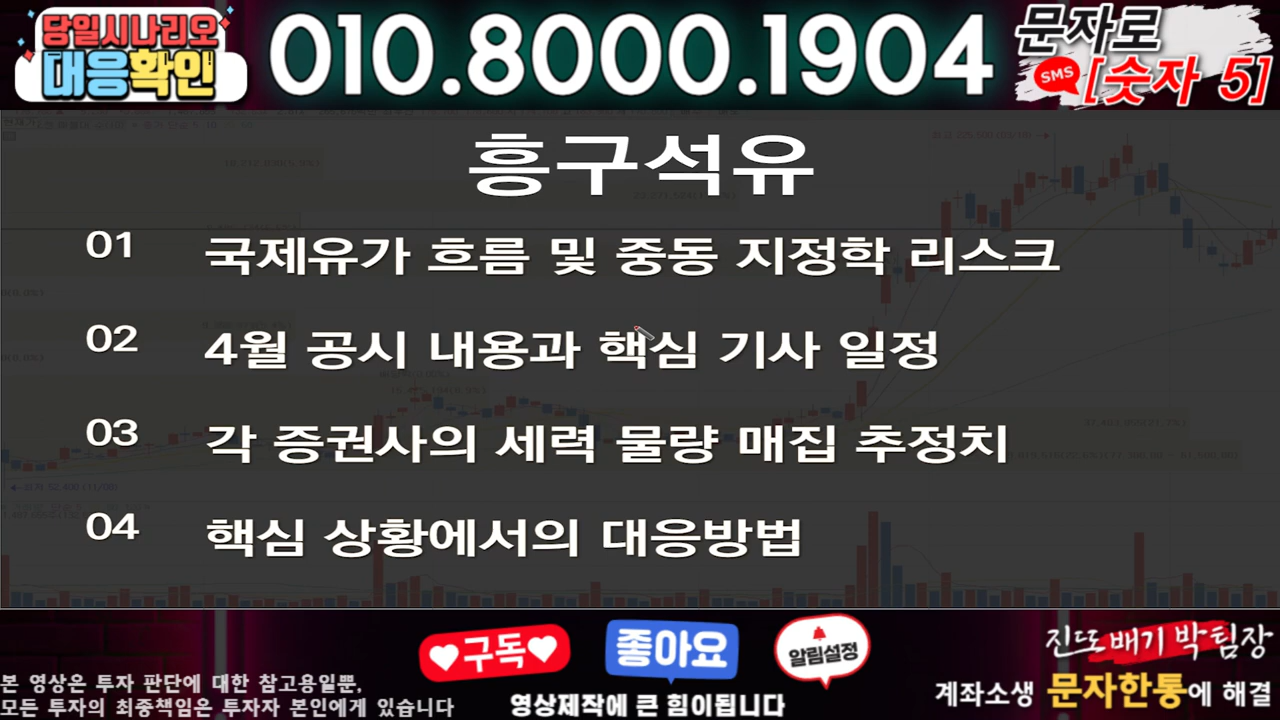 당일시나리오
대응확인
010.8000.1904
문자로
SMS
[숫자 5]
흥구석유
01 국제유가 흐름 및 중동 지정학 리스크
02 4월 공시 내용과 핵심 기사 일정
03 각 증권사의 세력 물량 매집 추정치
04 핵심 상황에서의 대응방법
구독
좋아요
알림설정
영상제작에 큰 힘이됩니다
본 영상은 투자 판단에 대한 참고용일뿐,
모든 투자의 최종책임은 투자자 본인에게 있습니다
진또배기 박팀장
계좌소생 문자한통에 해결